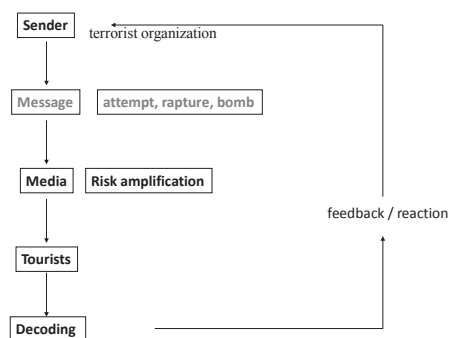 Sender
terrorist organization
Message
attempt, rapture, bomb
Media
Risk amplification
feedback / reaction
Tourists
Decoding